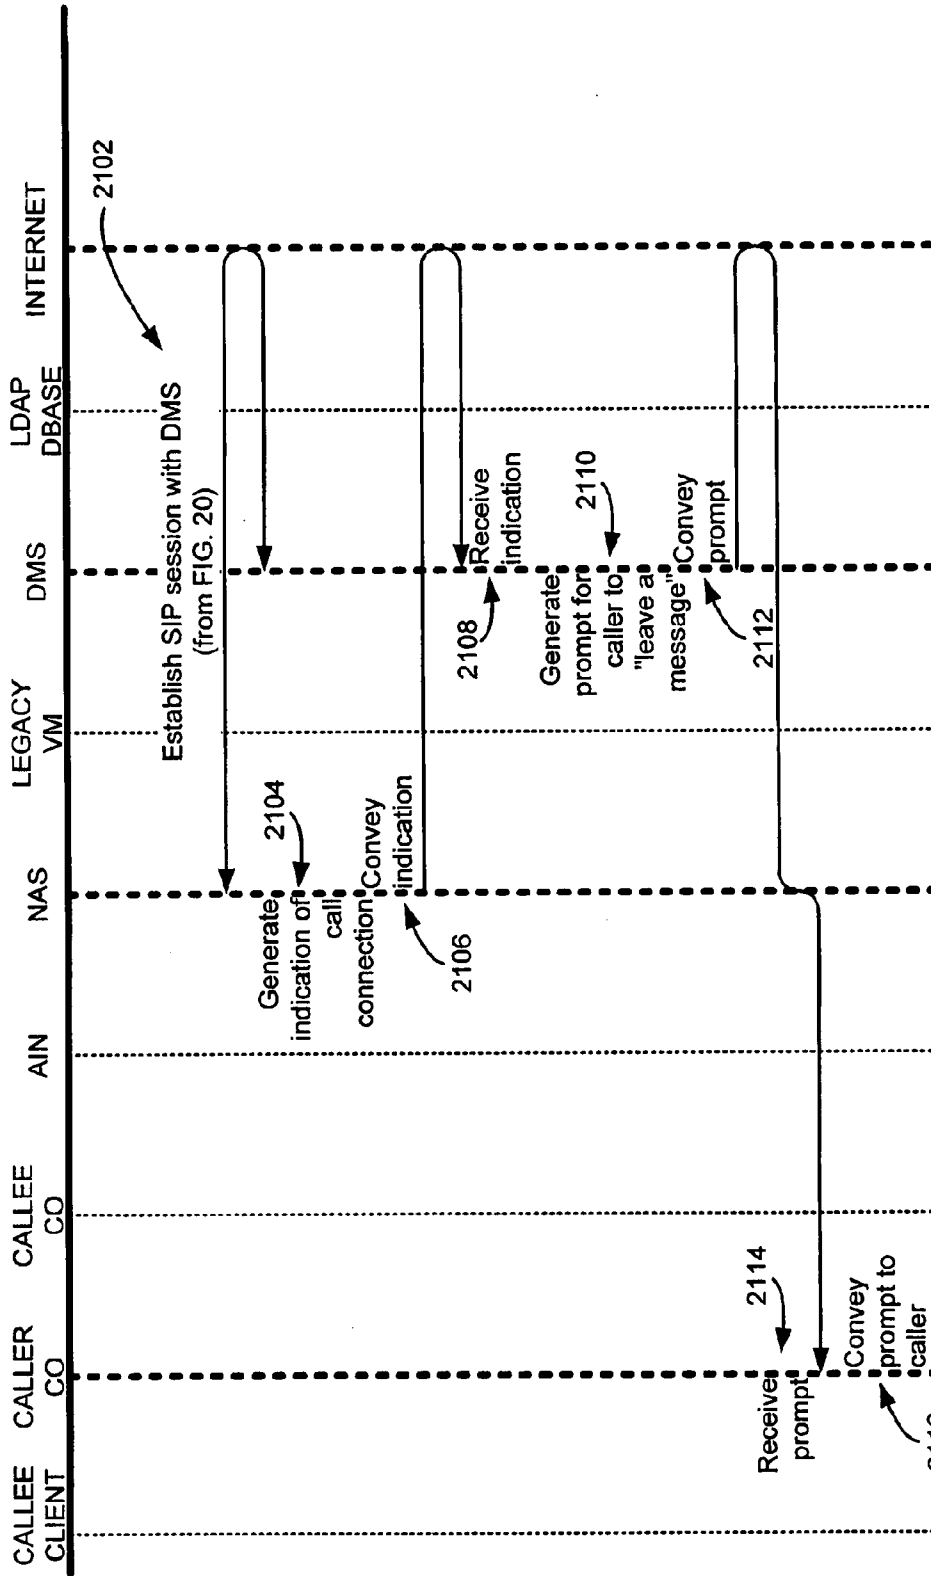 CALLEE
CLIENT
CALLER
CO
CALLEE
CO
AIN
NAS
LEGACY
VM
DMS
LDAP
DBASE
INTERNET
2102
Establish SIP session with DMS
(from FIG. 20)
2104
Generate
indication of
call
connection
Convey
indication
2106
Receive
indication
2108
2110
Generate
prompt for
caller to
"leave a
message"
Convey
prompt
2112
2114
Receive
prompt
Convey
prompt to
caller